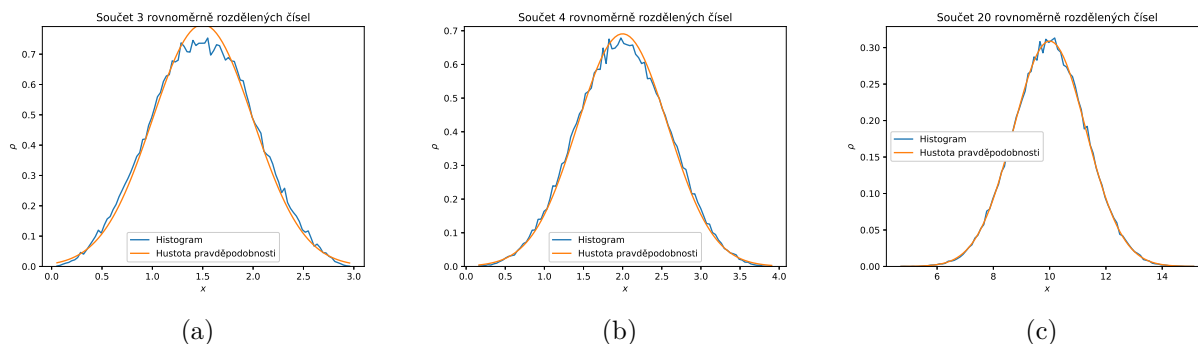 Součet 3 rovnoměrně rozdělených čísel
0.7
0.6
0.5
0.4
0.3
0.2
0.1
0.0
ρ
Histogram
Hustota pravděpodobnosti
0.0 0.5 1.0 1.5 2.0 2.5 3.0
x
(a)
Součet 4 rovnoměrně rozdělených čísel
0.7
0.6
0.5
0.4
0.3
0.2
0.1
0.0
ρ
Histogram
Hustota pravděpodobnosti
0.0 0.5 1.0 1.5 2.0 2.5 3.0 3.5 4.0
x
(b)
Součet 20 rovnoměrně rozdělených čísel
0.30
0.25
0.20
0.15
0.10
0.05
0.00
ρ
Histogram
Hustota pravděpodobnosti
6 8 10 12 14
x
(c)